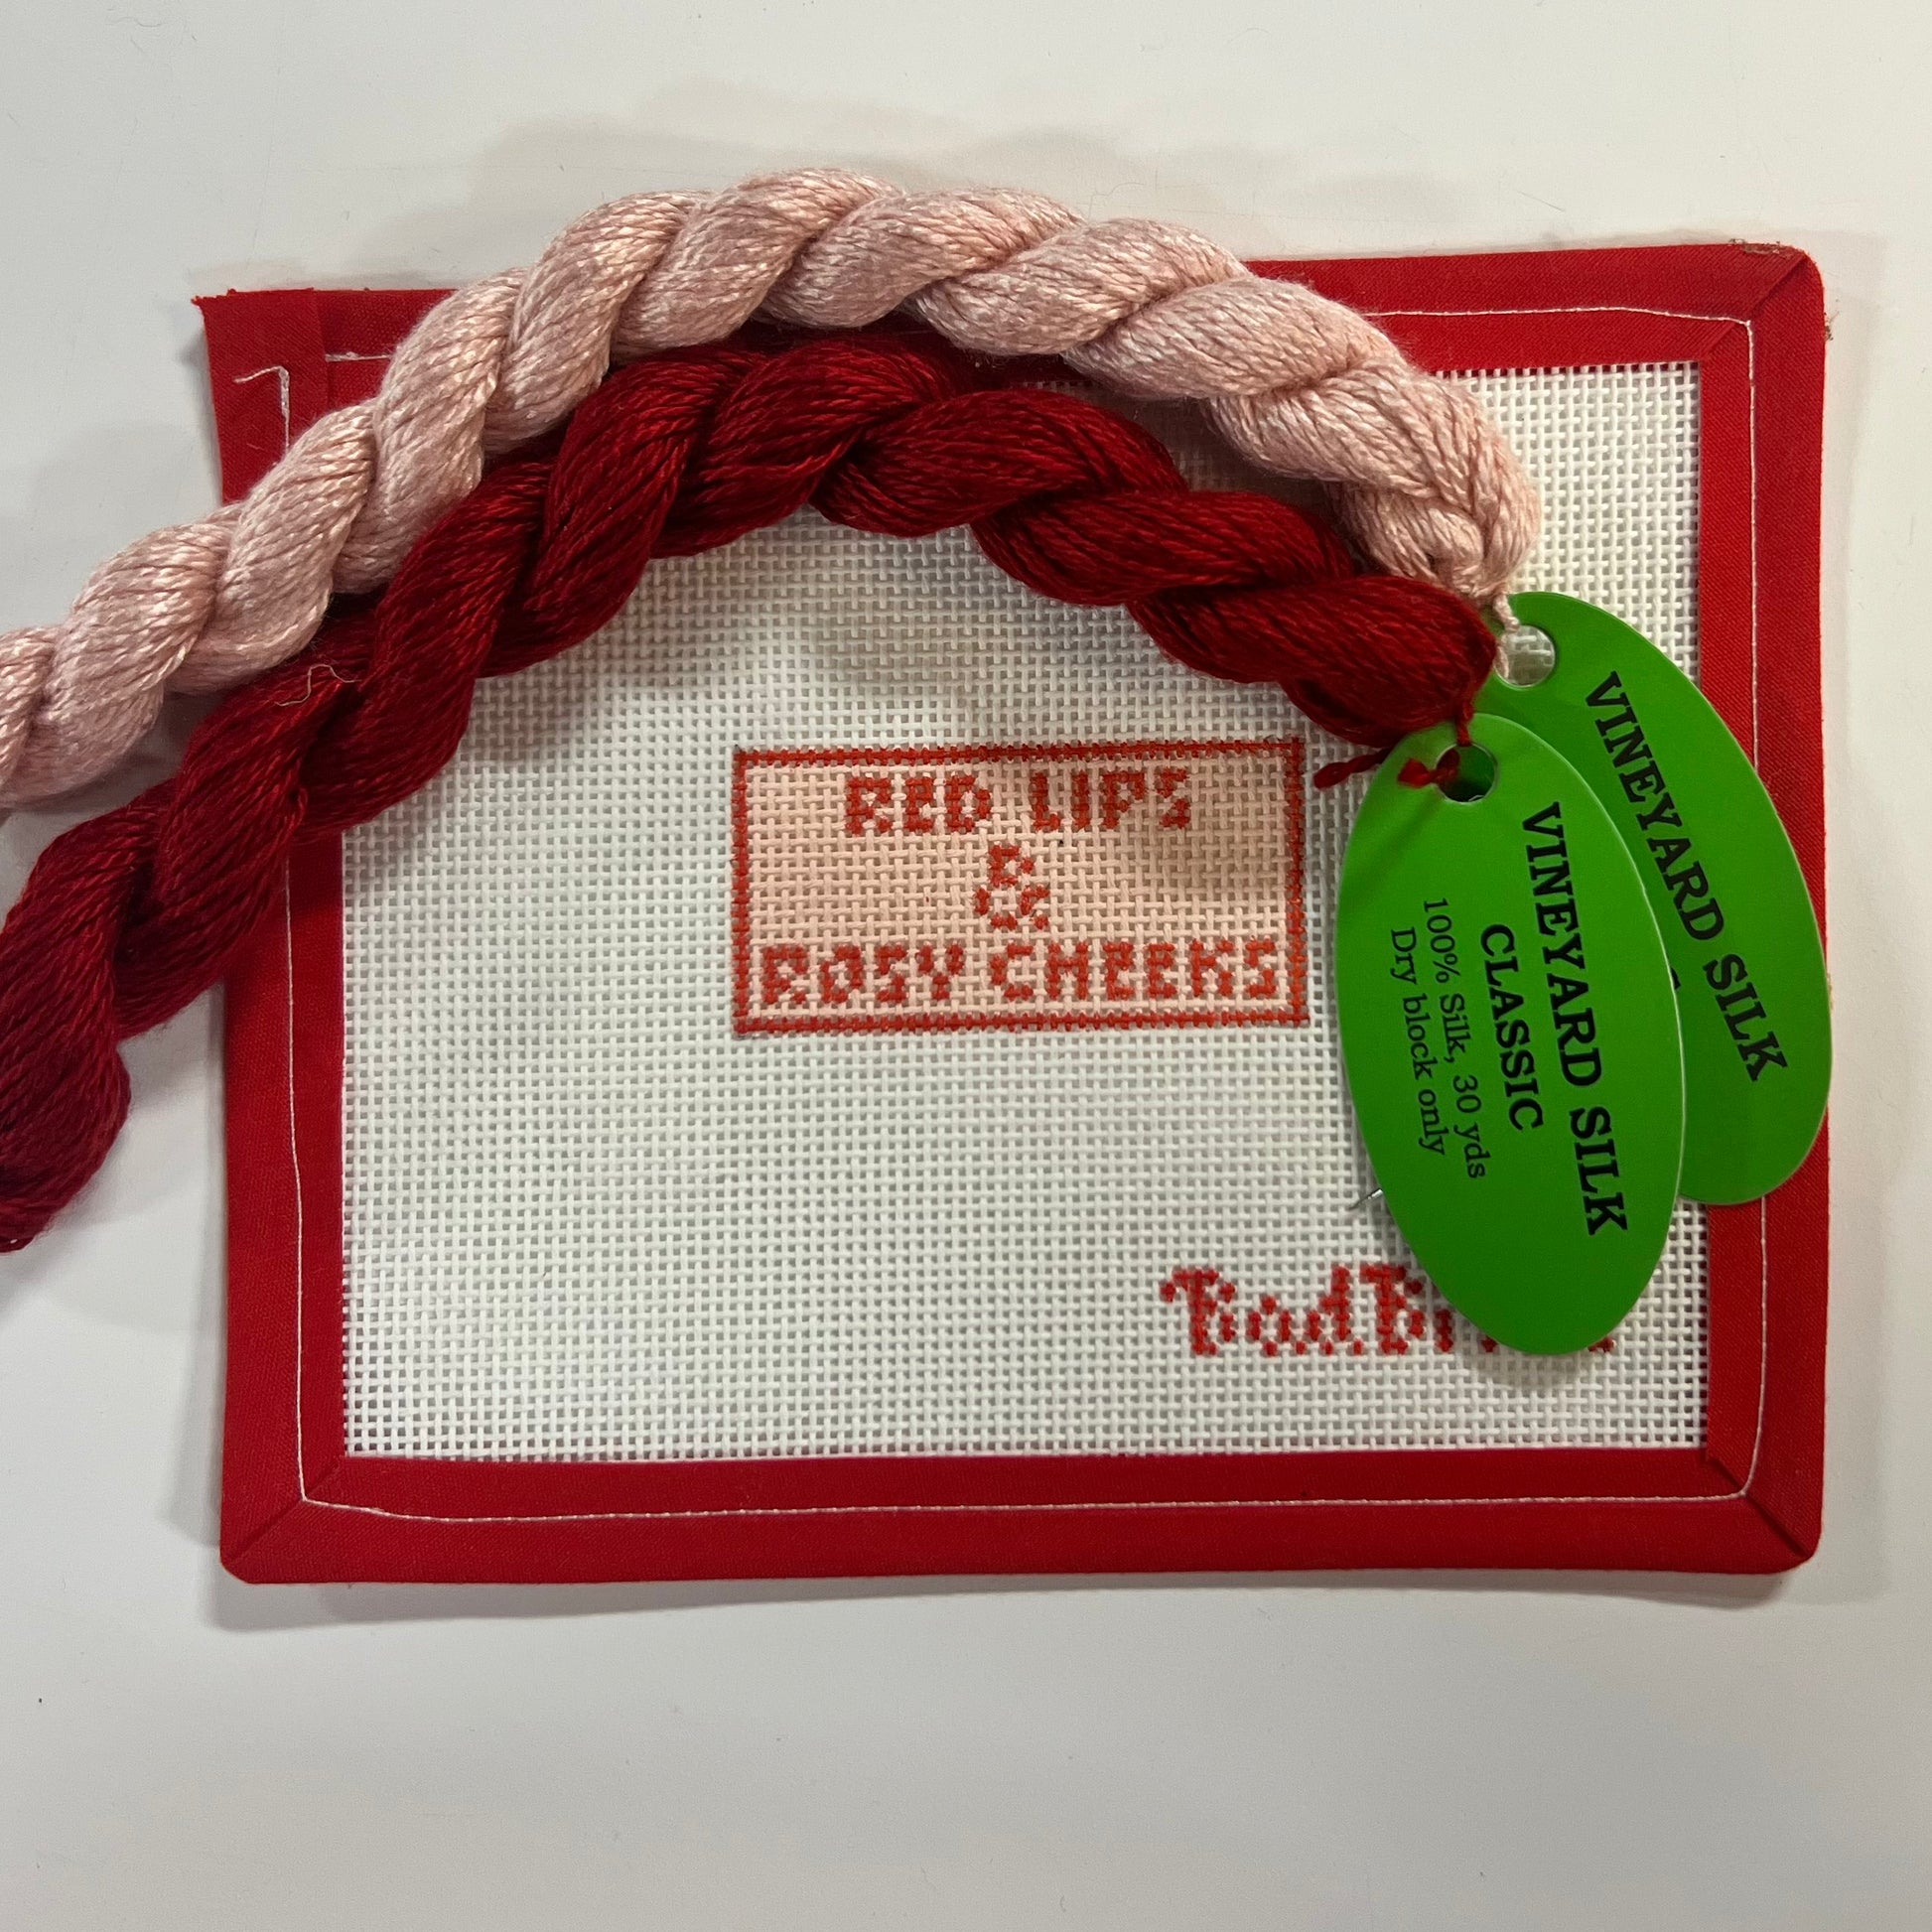 RED LIPS
&
ROSY CHEEKS
VINEYARD SILK
CLASSIC
100% Silk, 30 yds
Dry block only
VINEYARD SILK